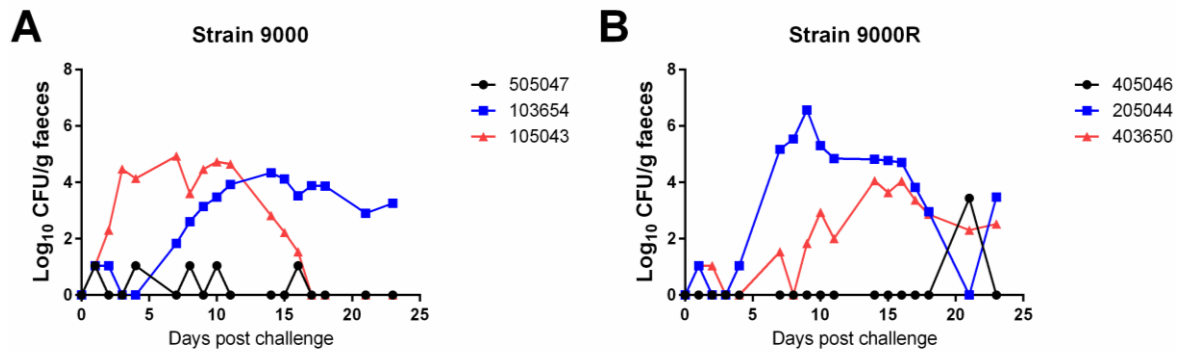 A
Strain 9000
Log10 CFU/g faeces
8
6
4
2
0
0 5 10 15 20 25
Days post challenge
505047
103654
105043
B
Strain 9000R
Log10 CFU/g faeces
8
6
4
2
0
0 5 10 15 20 25
Days post challenge
405046
205044
403650